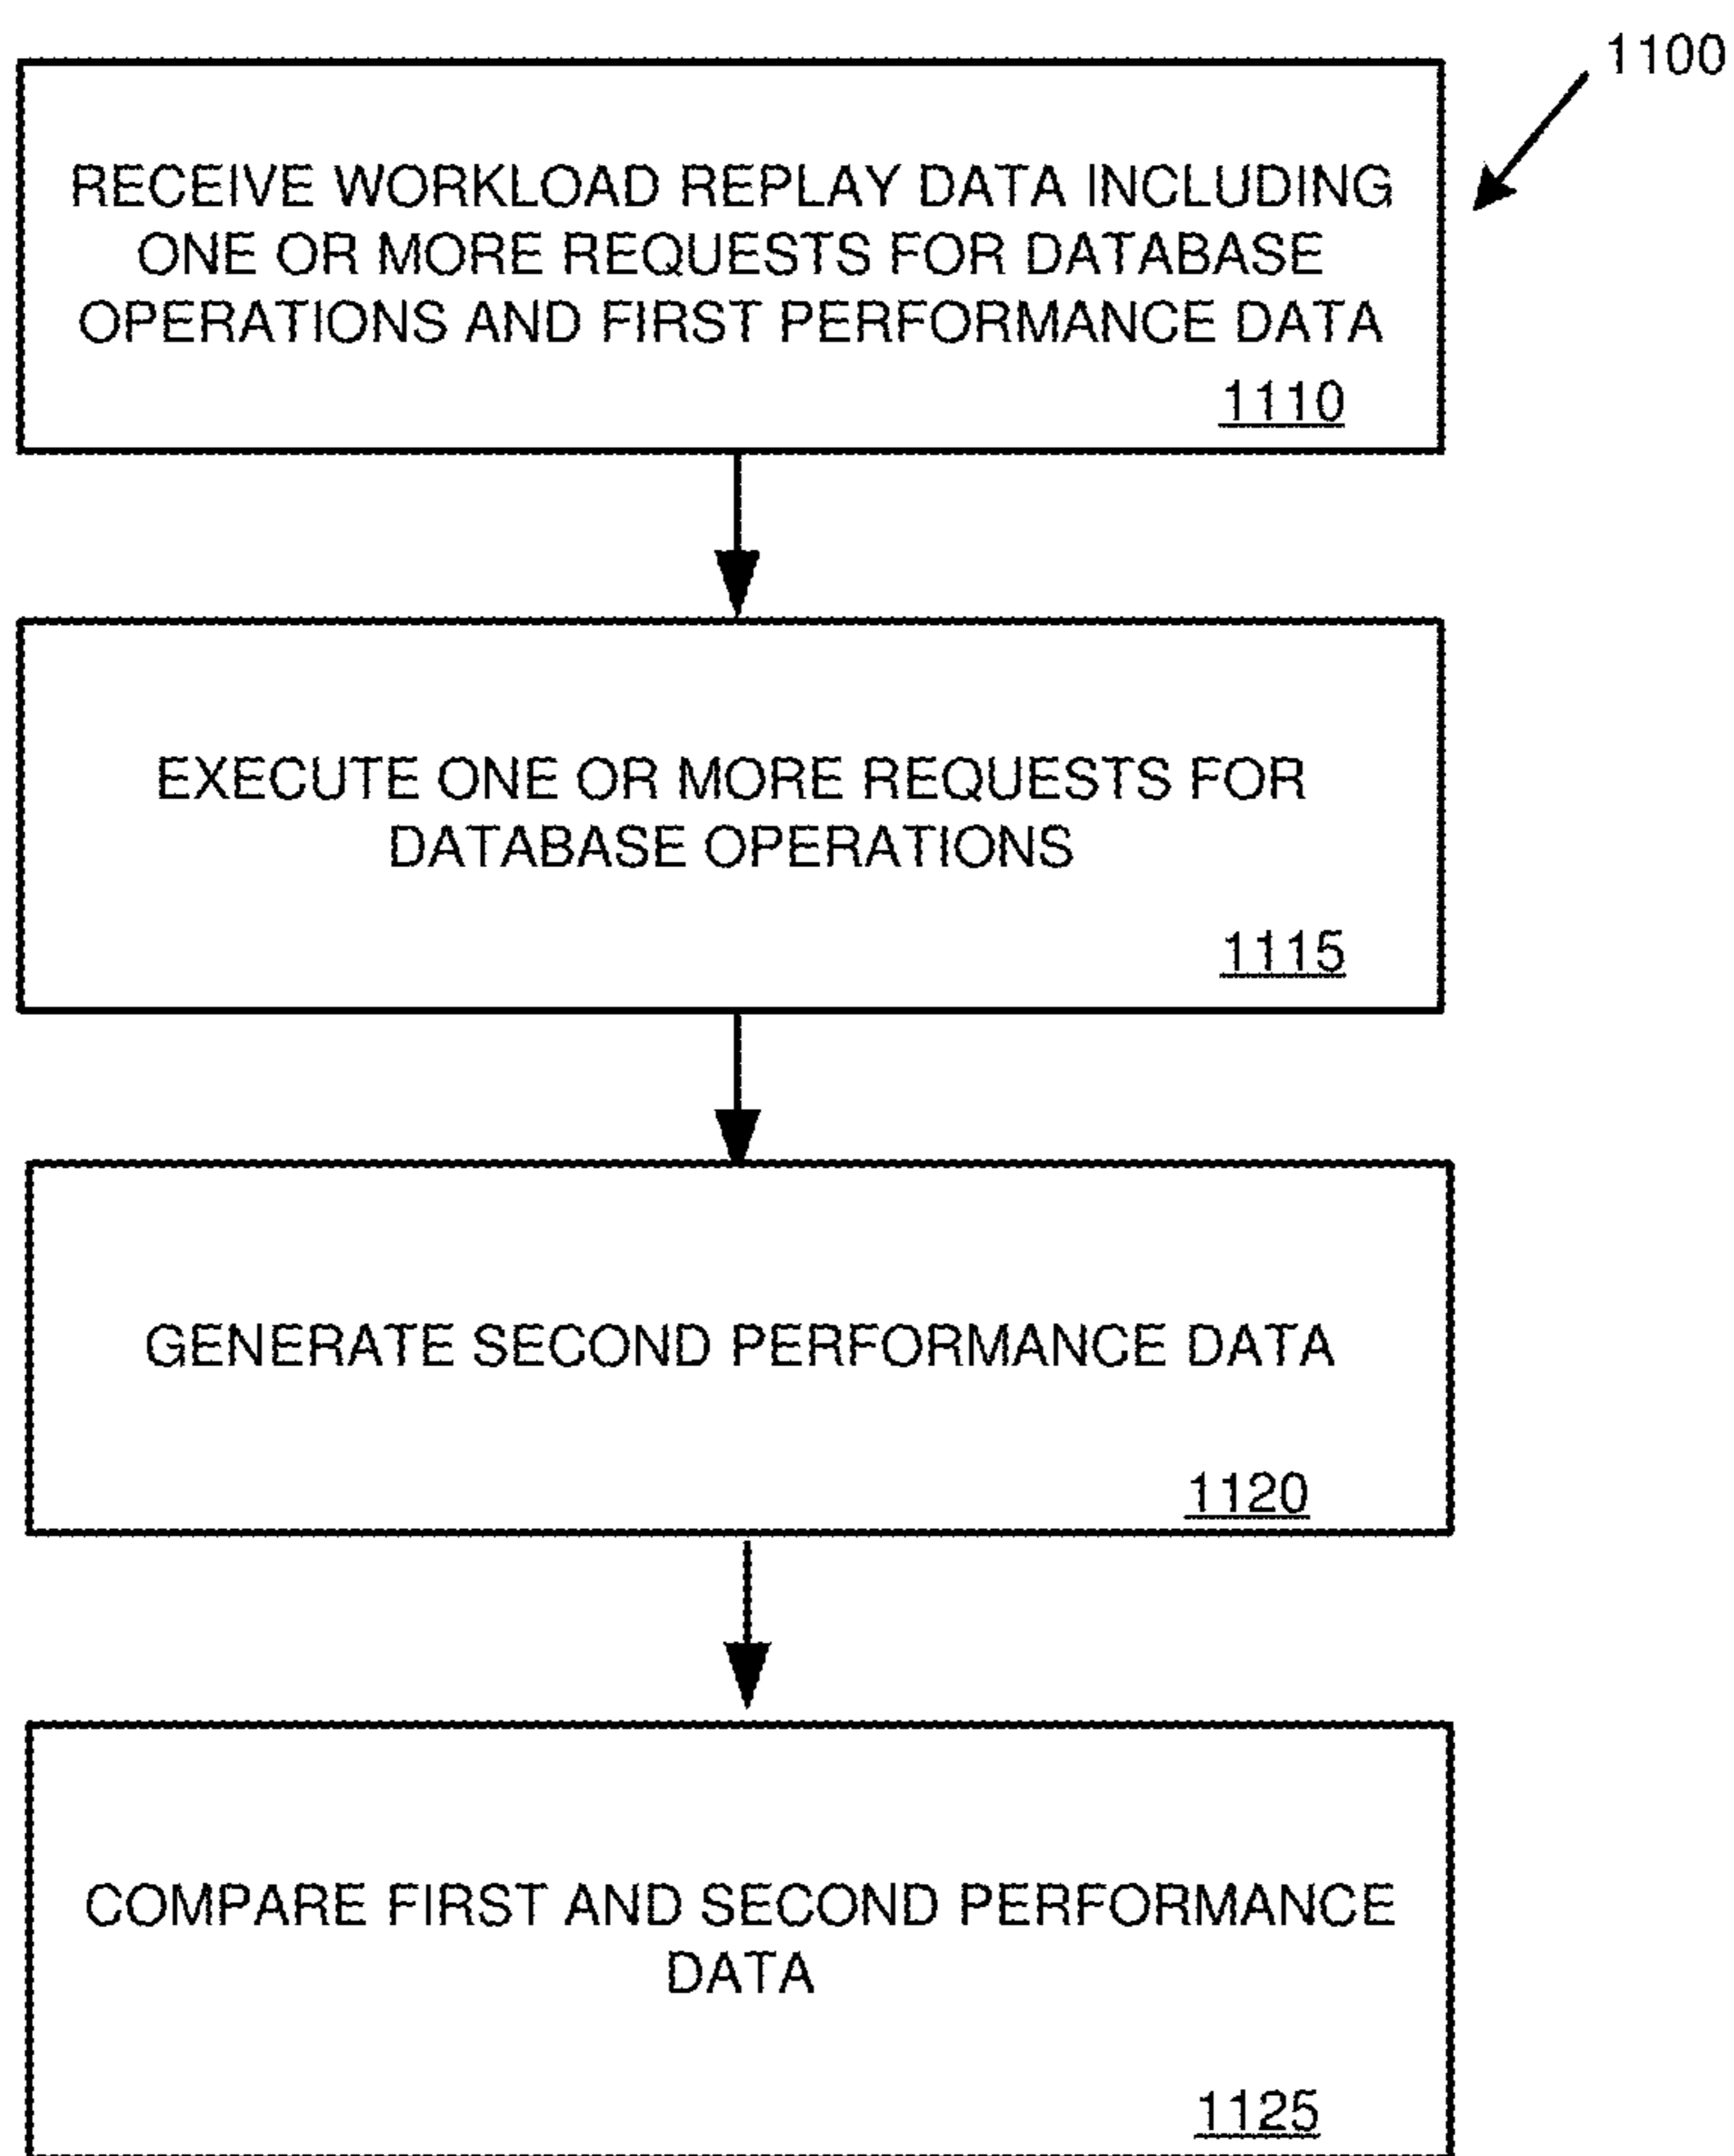 1100
RECEIVE WORKLOAD REPLAY DATA INCLUDING
ONE OR MORE REQUESTS FOR DATABASE
OPERATIONS AND FIRST PERFORMANCE DATA
1110
EXECUTE ONE OR MORE REQUESTS FOR
DATABASE OPERATIONS
1115
GENERATE SECOND PERFORMANCE DATA
1120
COMPARE FIRST AND SECOND PERFORMANCE
DATA
1125